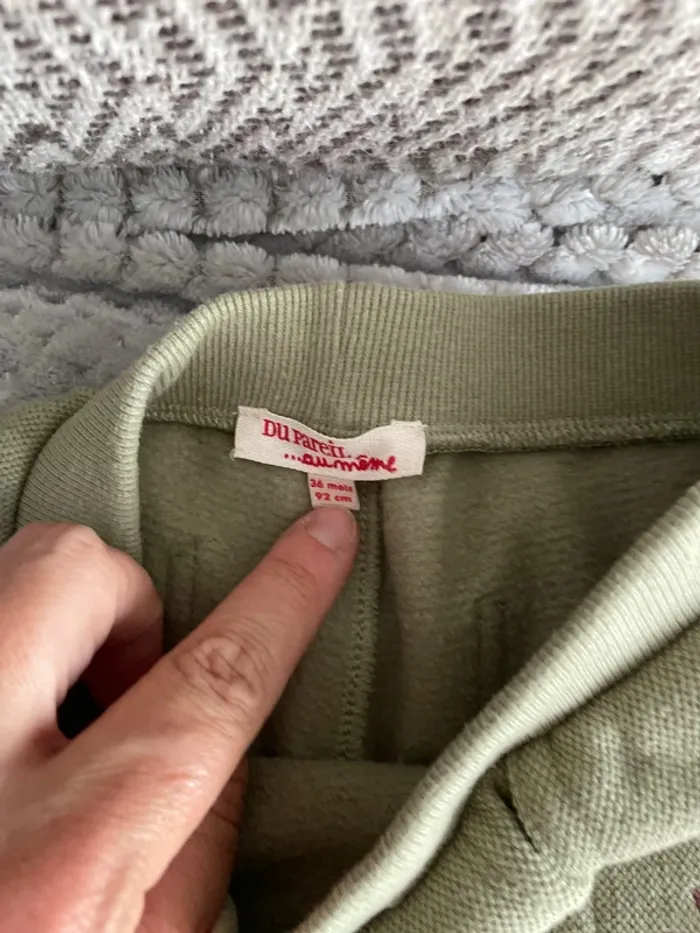 Du Pareil
...au même
36 mois
92 cm